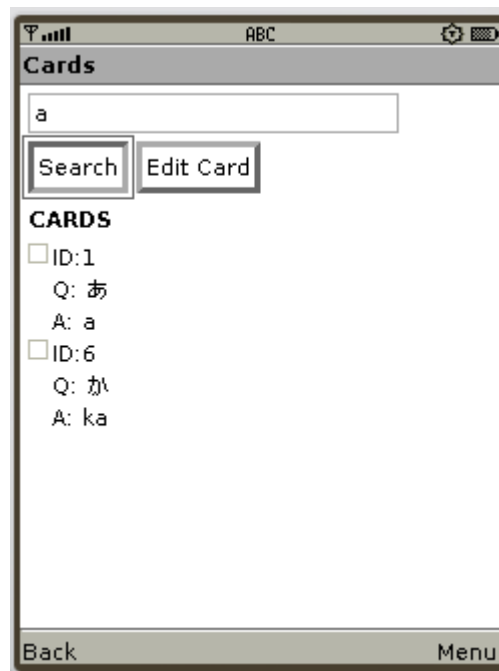 ABC
Cards
a
Search Edit Card
CARDS
ID:1
Q: あ
A: a
ID:6
Q: か
A: ka
Back Menu